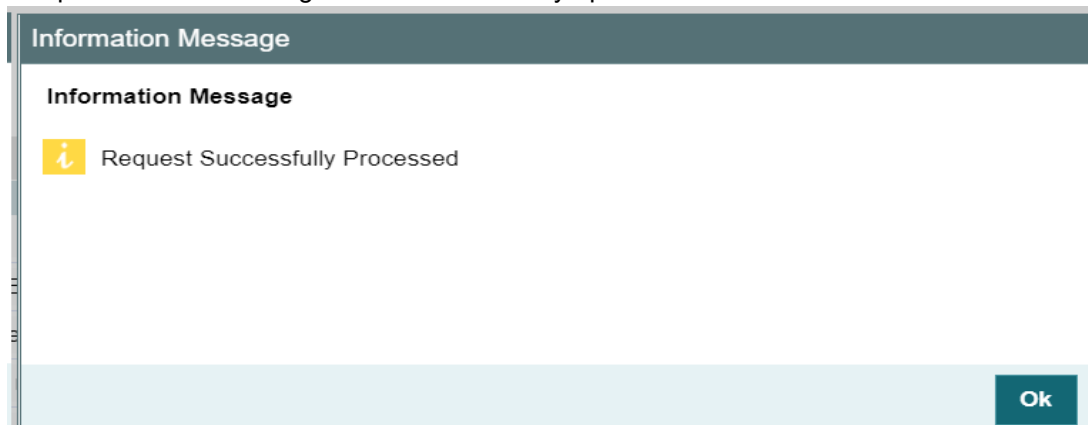 Information Message
Information Message
i Request Successfully Processed
Ok